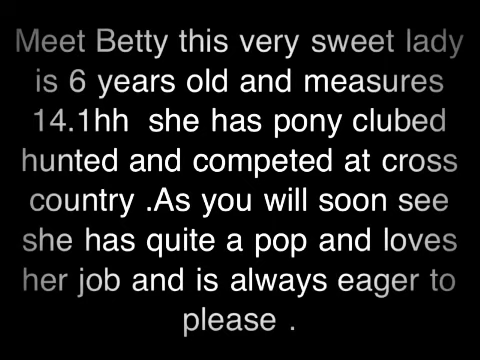 Meet Betty this very sweet lady
is 6 years old and measures
14.1hh  she has pony clubed
hunted and competed at cross
country .As you will soon see
she has quite a pop and loves
her job and is always eager to
please .